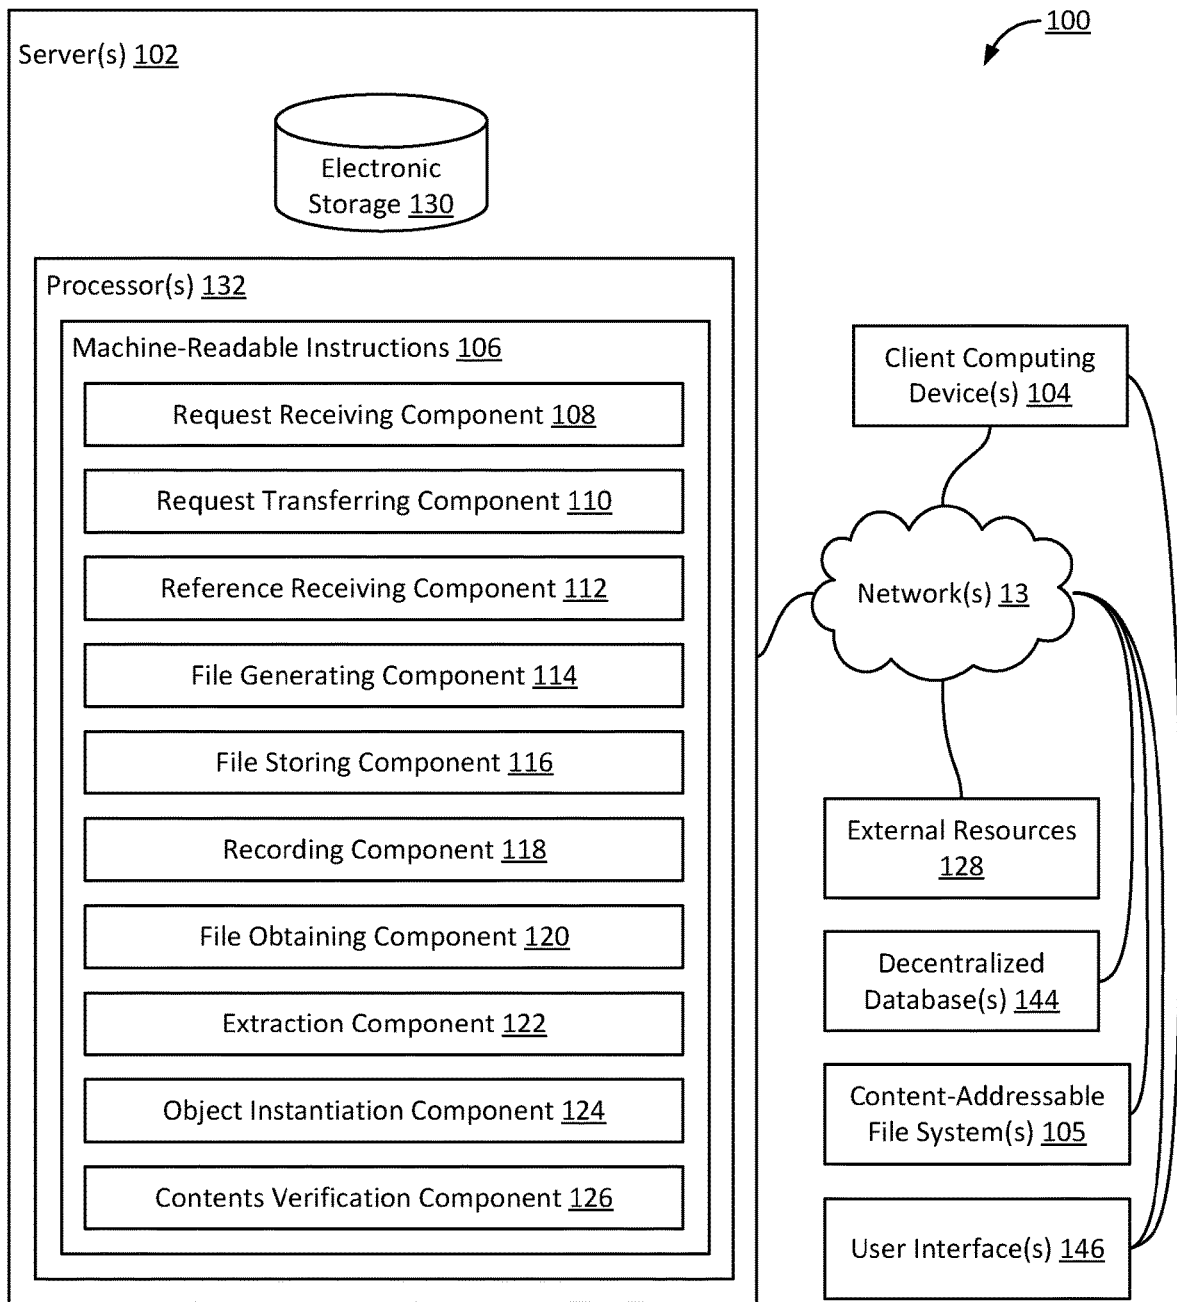 100
Server(s) 102
Electronic
Storage 130
Processor(s) 132
Machine-Readable Instructions 106
Request Receiving Component 108
Request Transferring Component 110
Reference Receiving Component 112
File Generating Component 114
File Storing Component 116
Recording Component 118
File Obtaining Component 120
Extraction Component 122
Object Instantiation Component 124
Contents Verification Component 126
Client Computing
Device(s) 104
Network(s) 13
External Resources
128
Decentralized
Database(s) 144
Content-Addressable
File System(s) 105
User Interface(s) 146